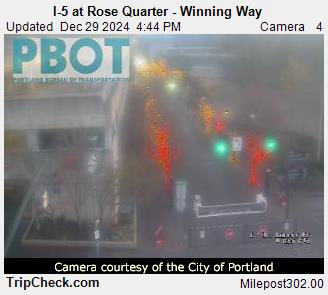 I-5 at Rose Quarter - Winning Way
Updated Dec 29 2024 4:44 PM Camera 4
PBOT
PORTLAND BUREAU OF TRANSPORTATION
Camera courtesy of the City of Portland
TripCheck.com Milepost302.00